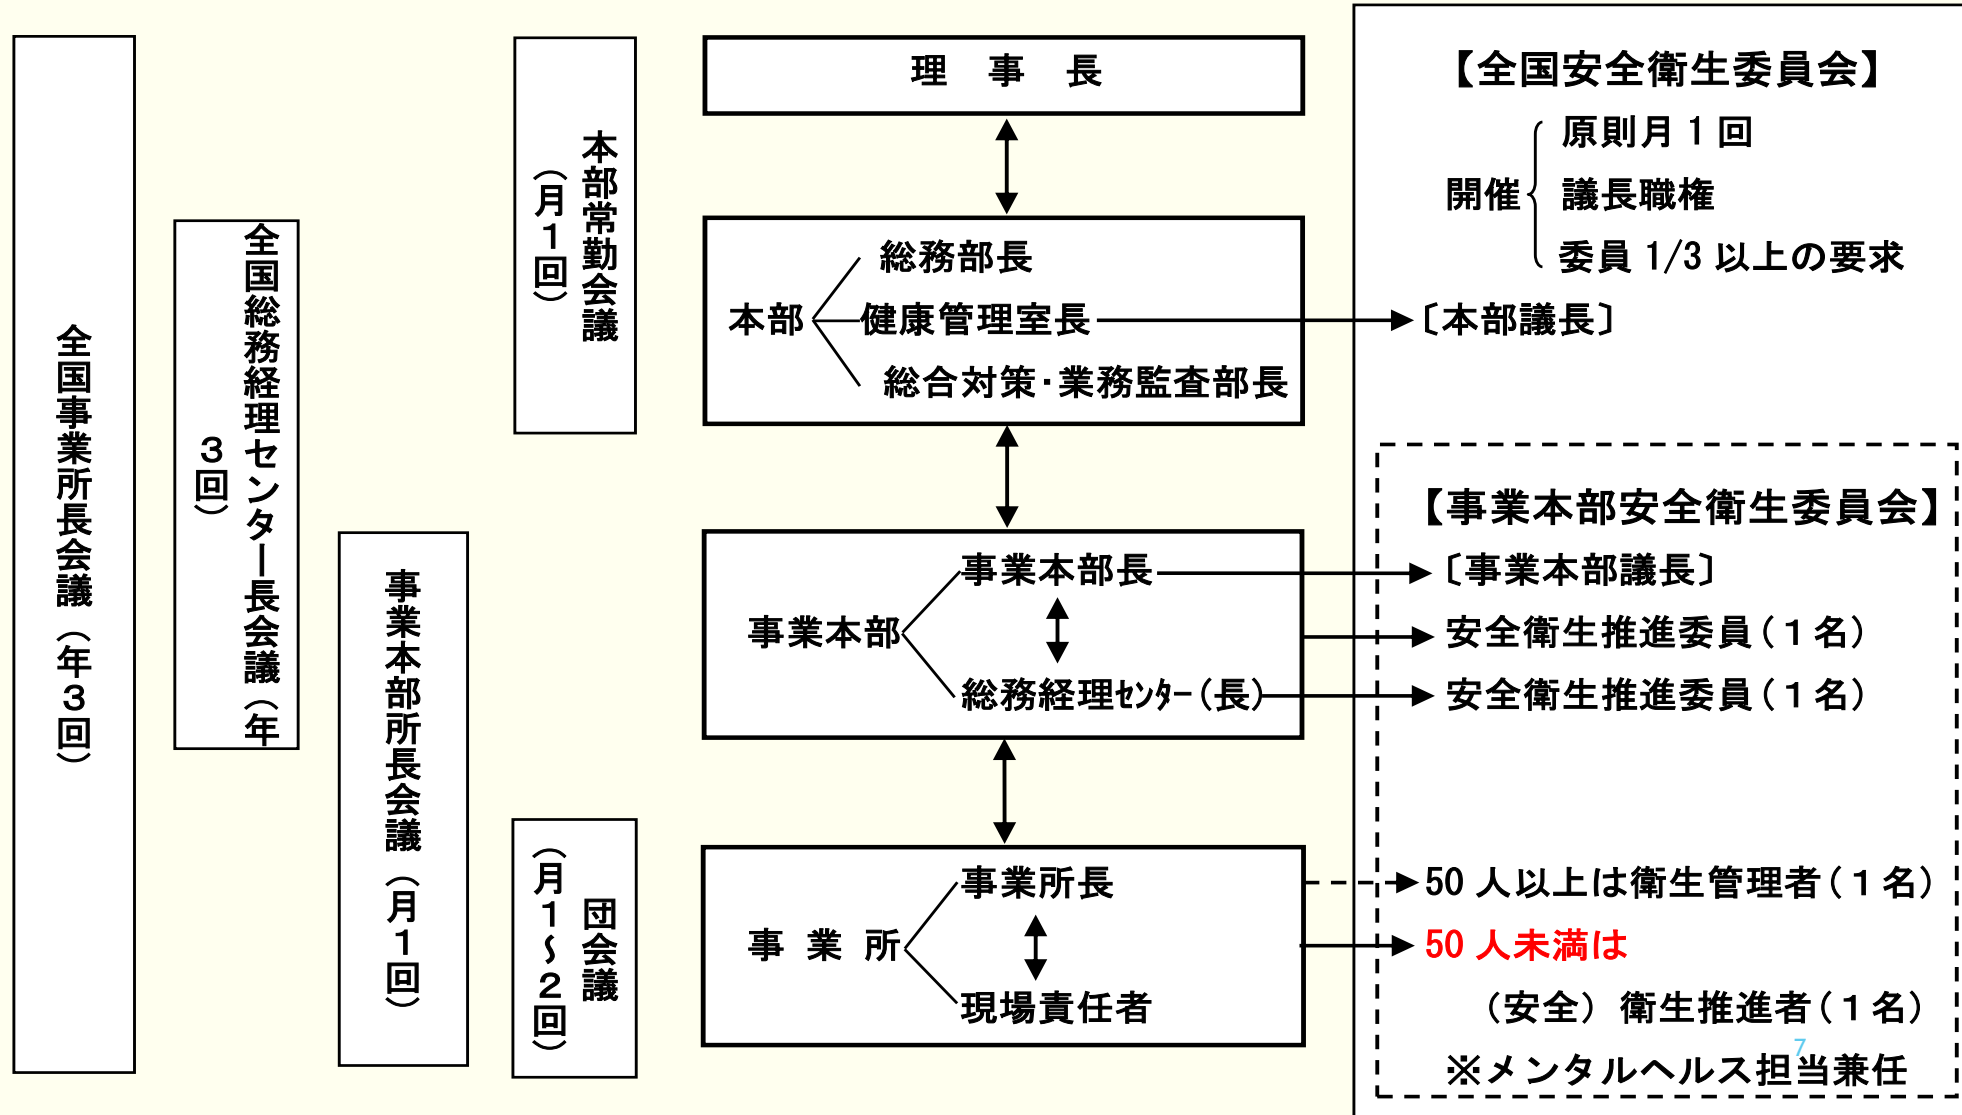 全国事業所長会議（年３回）
全国総務経理センター長会議（年
３回）
事業本部所長会議（月１回）
本部常勤会議
（月１回）
団会議
（月１～２回）
理　事　長
本部
総務部長
健康管理室長
総合対策・業務監査部長
事業本部
事業本部長
総務経理ｾﾝﾀｰ（長）
事　業　所
事業所長
現場責任者
【全国安全衛生委員会】
開催
原則月１回
議長職権
委員 1/3 以上の要求
〔本部議長〕
【事業本部安全衛生委員会】
〔事業本部議長〕
安全衛生推進委員（１名）
安全衛生推進委員（１名）
50 人以上は衛生管理者（１名）
50 人未満は
（安全）衛生推進者（１名）
※メンタルヘルス担当兼任
7